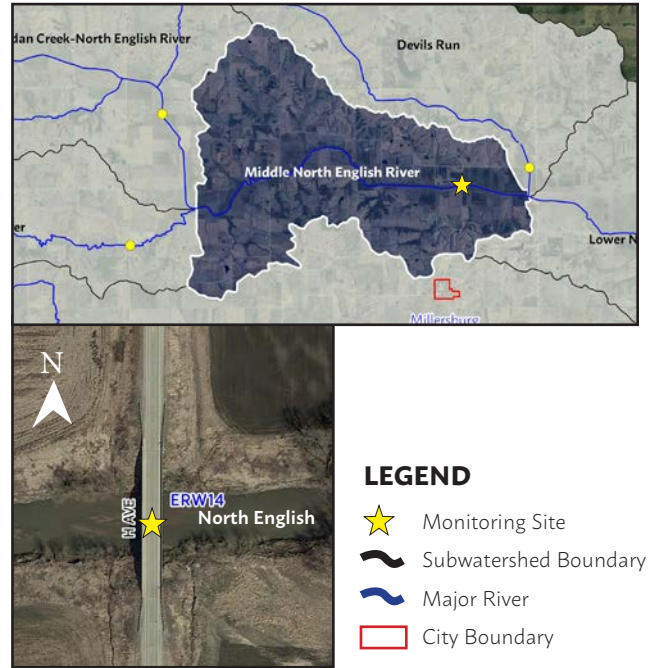 dan Creek-North English River
Devils Run
Middle North English River
er
Lower N
Millersburg
N
H AVE
ERW14
North English
LEGEND
Monitoring Site
Subwatershed Boundary
Major River
City Boundary